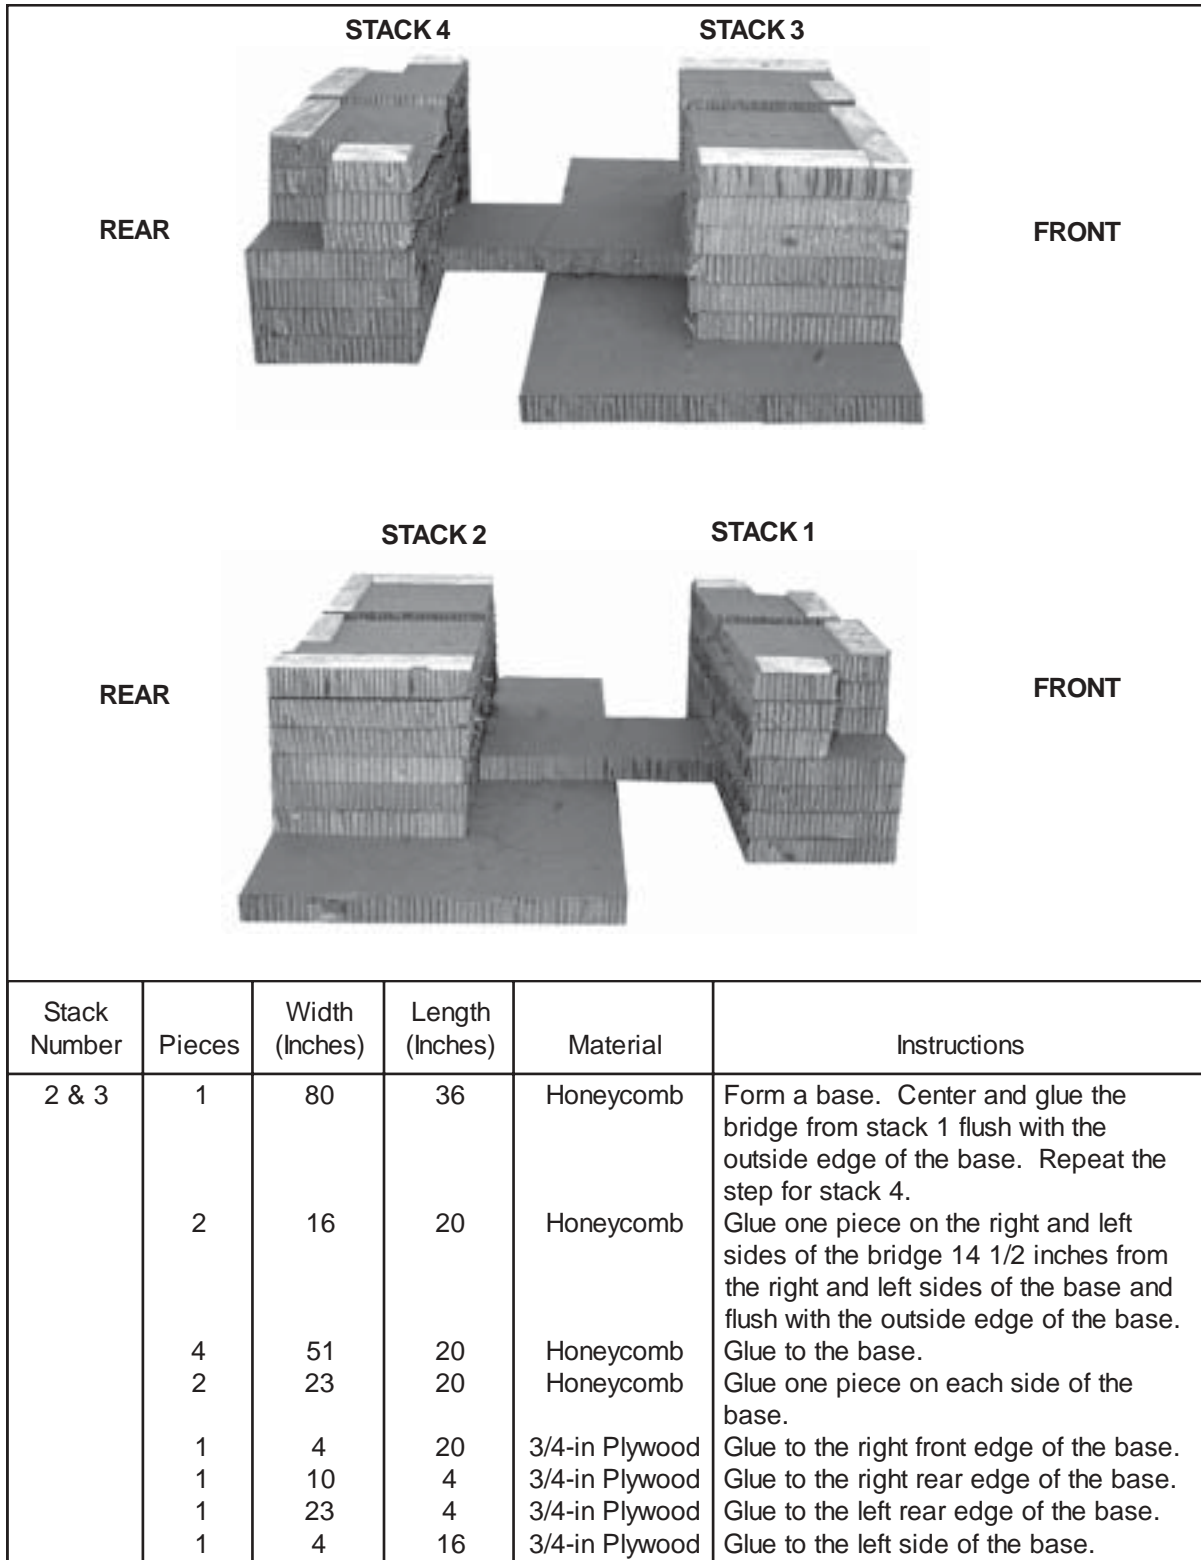 STACK 4 STACK 3
REAR FRONT
STACK 2 STACK 1
REAR FRONT
Stack Number Pieces Width (Inches) Length (Inches) Material Instructions
2 & 3 1 80 36 Honeycomb Form a base. Center and glue the
bridge from stack 1 flush with the
outside edge of the base. Repeat the
step for stack 4.
2 16 20 Honeycomb Glue one piece on the right and left
sides of the bridge 14 1/2 inches from
the right and left sides of the base and
flush with the outside edge of the base.
4 51 20 Honeycomb Glue to the base.
2 23 20 Honeycomb Glue one piece on each side of the
base.
1 4 20 3/4-in Plywood Glue to the right front edge of the base.
1 10 4 3/4-in Plywood Glue to the right rear edge of the base.
1 23 4 3/4-in Plywood Glue to the left rear edge of the base.
1 4 16 3/4-in Plywood Glue to the left side of the base.